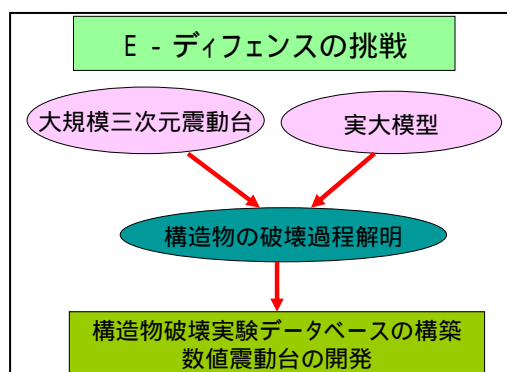 E - ディフェンスの挑戦
大規模三次元震動台
実大模型
構造物の破壊過程解明
構造物破壊実験データベースの構築
数値震動台の開発